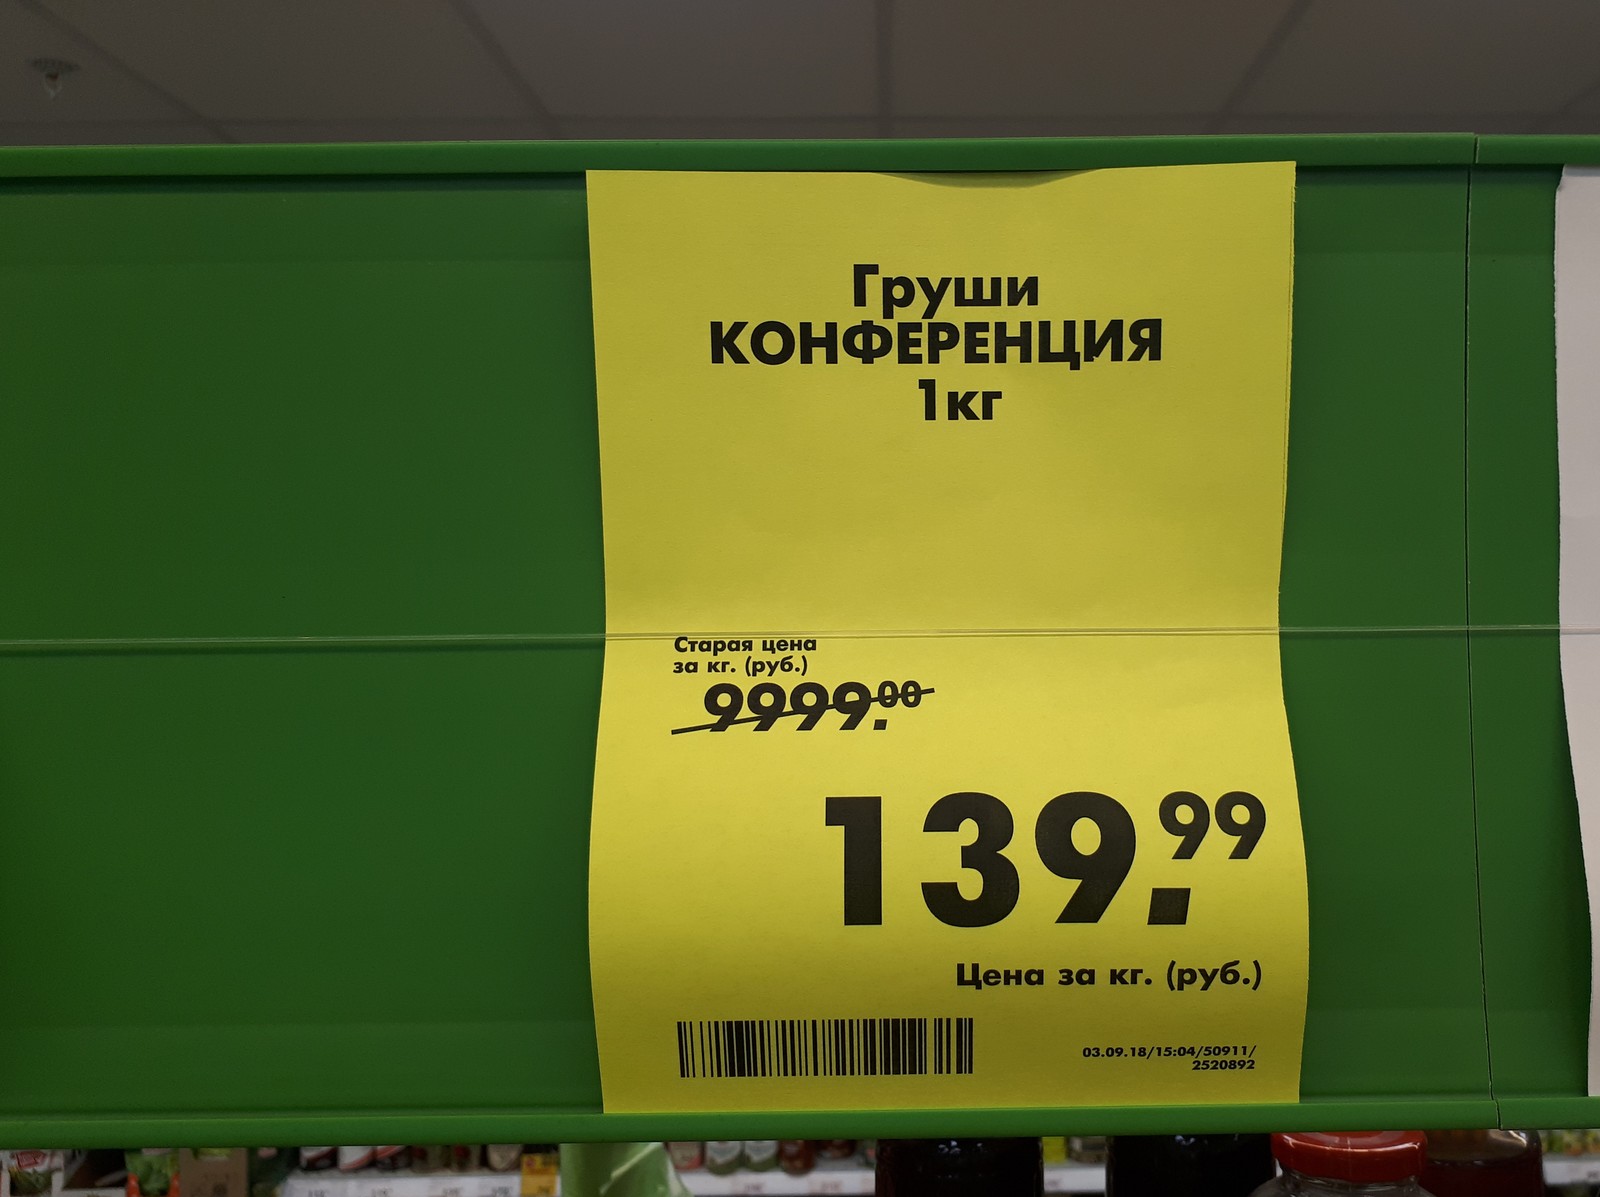 Груши
КОНФЕРЕНЦИЯ
1кг
Старая цена
за кг. (руб.)
9999.00
139.99
Цена за кг. (руб.)
03.09.18/15:04/50911/
2520892